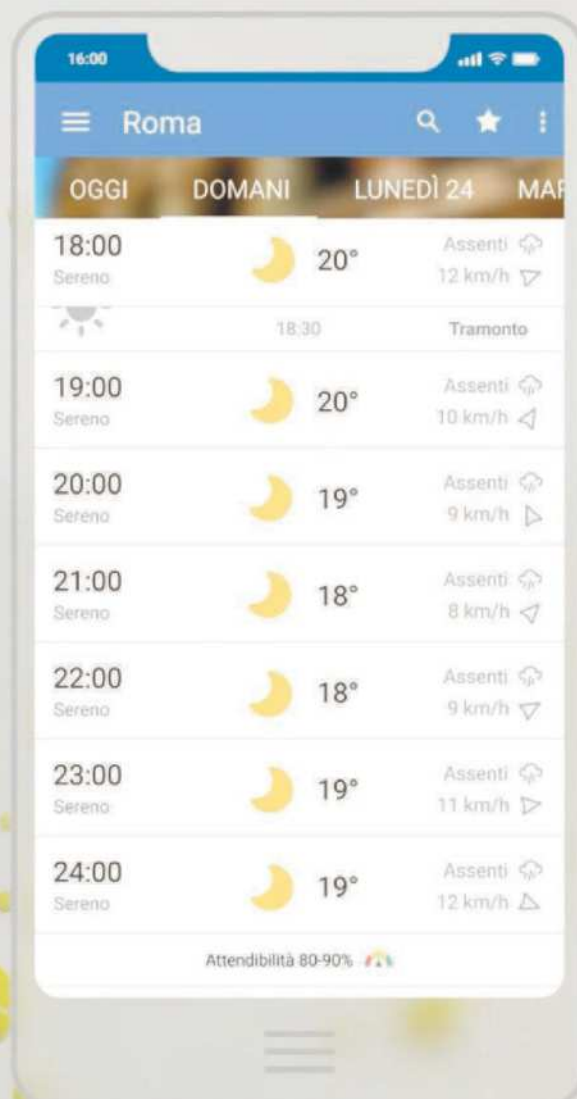 16:00
Roma
OGGI DOMANI LUNEDÌ 24 MAR
18:00 20° Assenti
Sereno 12 km/h
18:30 Tramonto
19:00 20° Assenti
Sereno 10 km/h
20:00 19° Assenti
Sereno 9 km/h
21:00 18° Assenti
Sereno 8 km/h
22:00 18° Assenti
Sereno 9 km/h
23:00 19° Assenti
Sereno 11 km/h
24:00 19° Assenti
Sereno 12 km/h
Attendibilità 80-90%